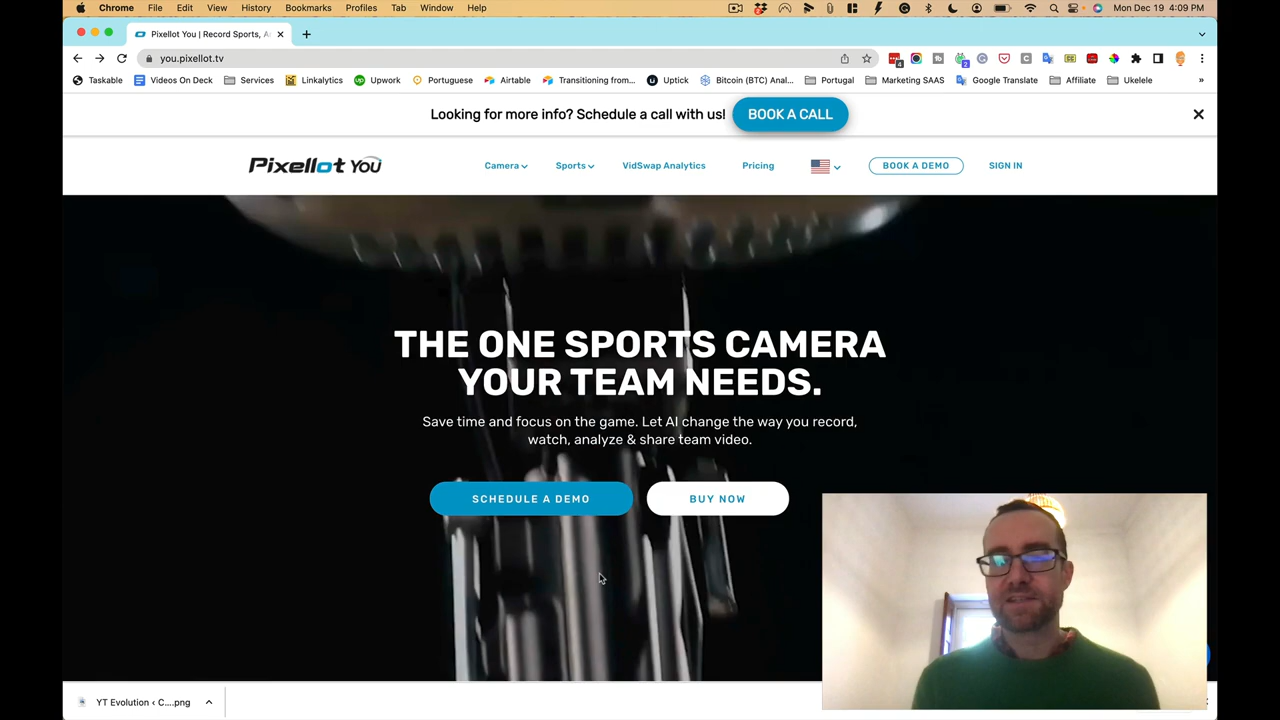 Chrome File Edit View History Bookmarks Profiles Tab Window Help Mon Dec 19 4:09 PM
Pixellot You | Record Sports, A
you.pixellot.tv
Taskable Videos On Deck Services Linkalytics Upwork Portuguese Airtable Transitioning from... Uptick Bitcoin (BTC) Anal... Portugal Marketing SAAS Google Translate Affiliate Ukelele »
Looking for more info? Schedule a call with us! BOOK A CALL
Pixellot YOU Camera Sports VidSwap Analytics Pricing BOOK A DEMO SIGN IN
THE ONE SPORTS CAMERA
YOUR TEAM NEEDS.
Save time and focus on the game. Let AI change the way you record,
watch, analyze & share team video.
SCHEDULE A DEMO BUY NOW
YT Evolution ‹ C....png